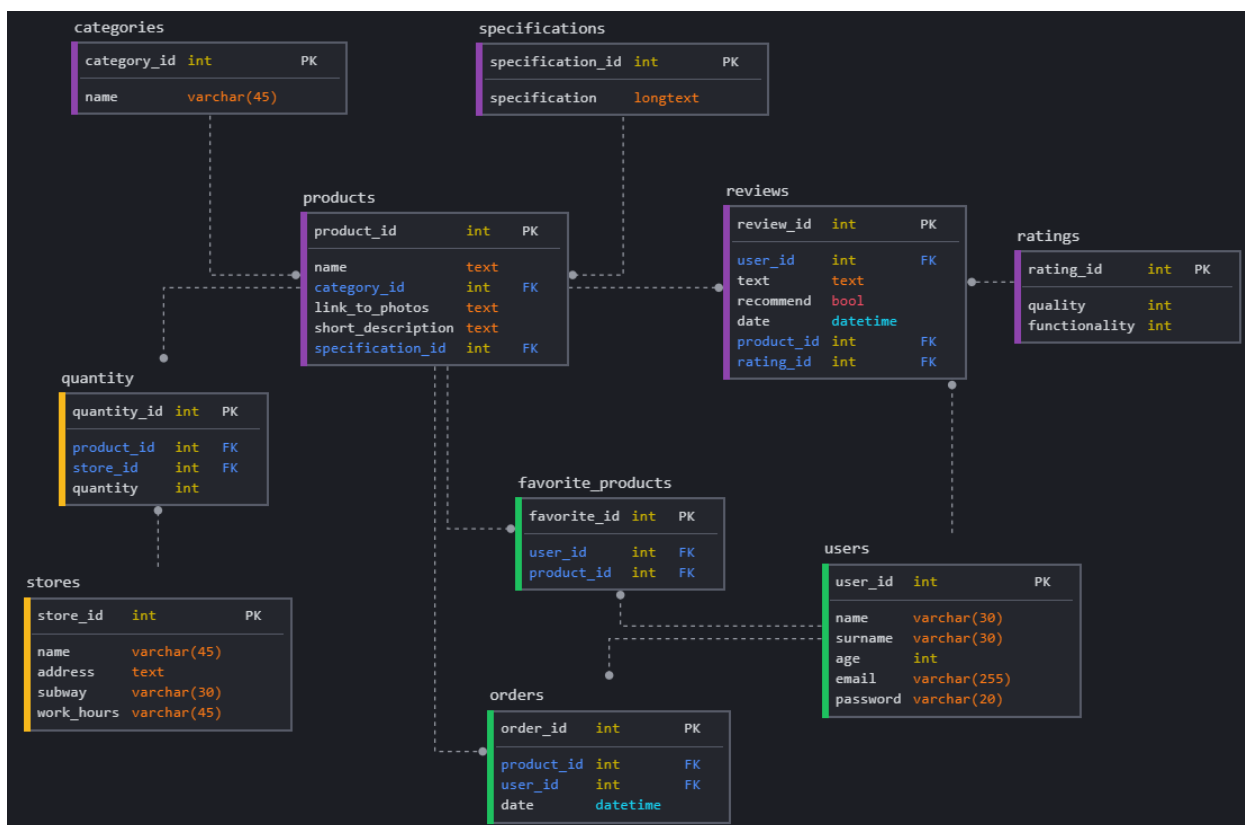 categories
category_id int PK
name varchar(45)
specifications
specification_id int PK
specification longtext
products
product_id int PK
name text
category_id int FK
link_to_photos text
short_description text
specification_id int FK
reviews
review_id int PK
user_id int FK
text text
recommend bool
date datetime
product_id int FK
rating_id int FK
ratings
rating_id int PK
quality int
functionality int
quantity
quantity_id int PK
product_id int FK
store_id int FK
quantity int
favorite_products
favorite_id int PK
user_id int FK
product_id int FK
users
user_id int PK
name varchar(30)
surname varchar(30)
age int
email varchar(255)
password varchar(20)
stores
store_id int PK
name varchar(45)
address text
subway varchar(30)
work_hours varchar(45)
orders
order_id int PK
product_id int FK
user_id int FK
date datetime